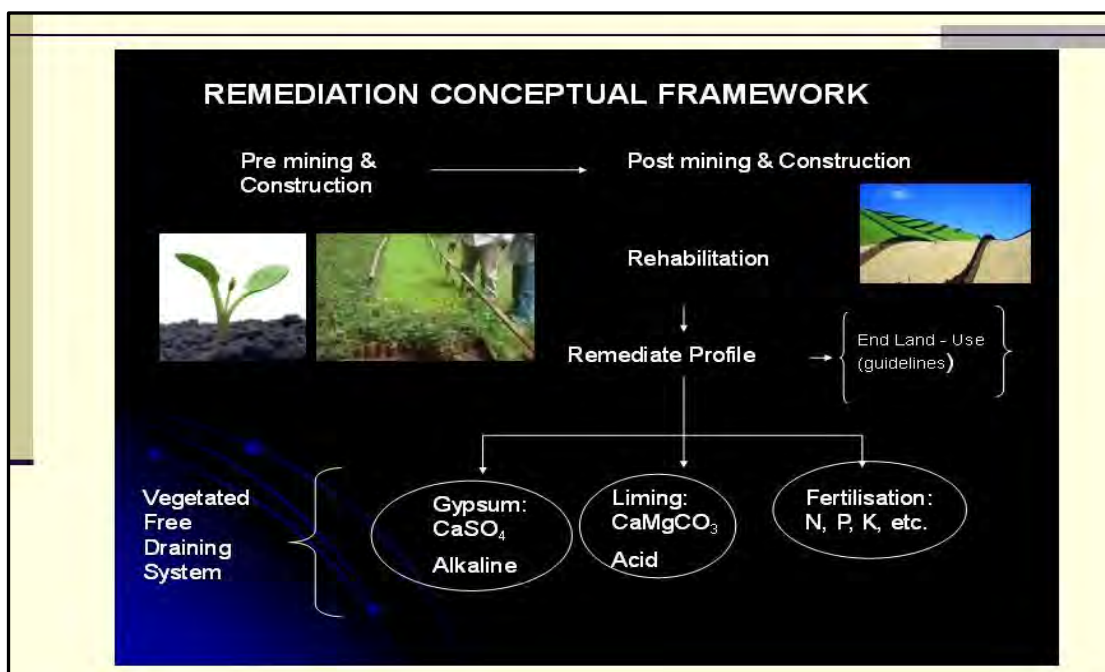 REMEDIATION CONCEPTUAL FRAMEWORK
Pre mining &
Construction
Post mining & Construction
Rehabilitation
Remediate Profile
End Land - Use
(guidelines)
Vegetated
Free
Draining
System
Gypsum:
CaSO₄
Alkaline
Liming:
CaMgCO₃
Acid
Fertilisation:
N, P, K, etc.